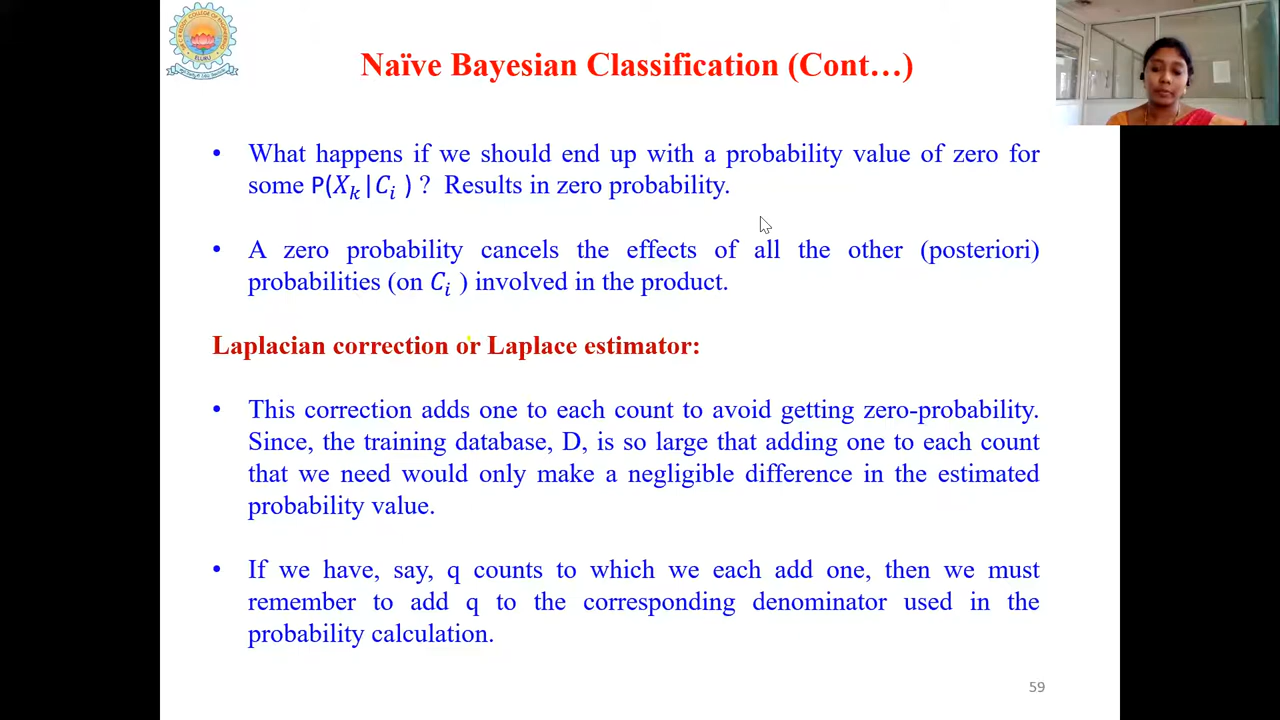 Naïve Bayesian Classification (Cont…)
• What happens if we should end up with a probability value of zero for
some P(Xₖ|Cᵢ ) ? Results in zero probability.
• A zero probability cancels the effects of all the other (posteriori)
probabilities (on Cᵢ ) involved in the product.
Laplacian correction or Laplace estimator:
• This correction adds one to each count to avoid getting zero-probability.
Since, the training database, D, is so large that adding one to each count
that we need would only make a negligible difference in the estimated
probability value.
• If we have, say, q counts to which we each add one, then we must
remember to add q to the corresponding denominator used in the
probability calculation.
59
ELURU